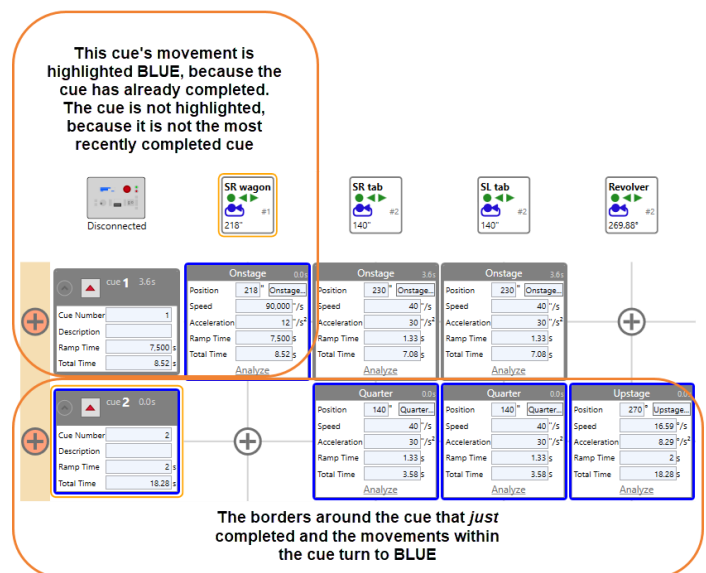 This cue's movement is
highlighted BLUE, because the
cue has already completed.
The cue is not highlighted,
because it is not the most
recently completed cue
Disconnected
SR wagon
#1
218"
SR tab
#2
140"
SL tab
#2
140"
Revolver
#2
269.88°
cue 1 3.6s
Cue Number 1
Description
Ramp Time 7.500 s
Total Time 8.52 s
Onstage 0.0s
Position 218 " Onstage...
Speed 90,000 "/s
Acceleration 12 "/s²
Ramp Time 7.500 s
Total Time 8.52 s
Analyze
Onstage 3.6s
Position 230 " Onstage...
Speed 40 "/s
Acceleration 30 "/s²
Ramp Time 1.33 s
Total Time 7.08 s
Analyze
Onstage 3.6s
Position 230 " Onstage...
Speed 40 "/s
Acceleration 30 "/s²
Ramp Time 1.33 s
Total Time 7.08 s
Analyze
cue 2 0.0s
Cue Number 2
Description
Ramp Time 2 s
Total Time 18.28 s
Quarter 0.0s
Position 140 " Quarter...
Speed 40 "/s
Acceleration 30 "/s²
Ramp Time 1.33 s
Total Time 3.58 s
Analyze
Quarter 0.0s
Position 140 " Quarter...
Speed 40 "/s
Acceleration 30 "/s²
Ramp Time 1.33 s
Total Time 3.58 s
Analyze
Upstage 0.0s
Position 270 ° Upstage...
Speed 16.59 °/s
Acceleration 8.29 °/s²
Ramp Time 2 s
Total Time 18.28 s
Analyze
The borders around the cue that just
completed and the movements within
the cue turn to BLUE